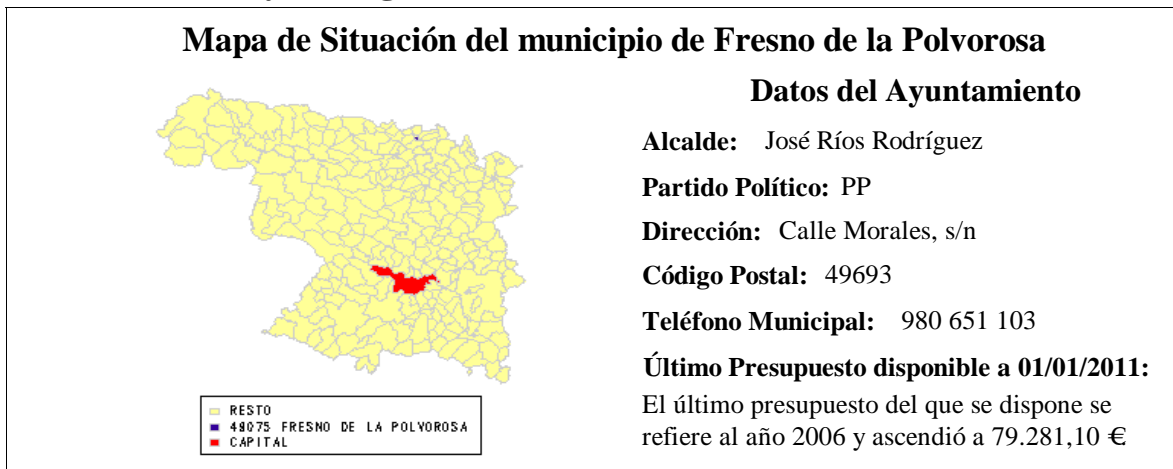 Mapa de Situación del municipio de Fresno de la Polvorosa
Datos del Ayuntamiento
Alcalde: José Ríos Rodríguez
Partido Político: PP
Dirección: Calle Morales, s/n
Código Postal: 49693
Teléfono Municipal: 980 651 103
Último Presupuesto disponible a 01/01/2011:
El último presupuesto del que se dispone se
refiere al año 2006 y ascendió a 79.281,10 €
RESTO
49075 FRESNO DE LA POLVOROSA
CAPITAL